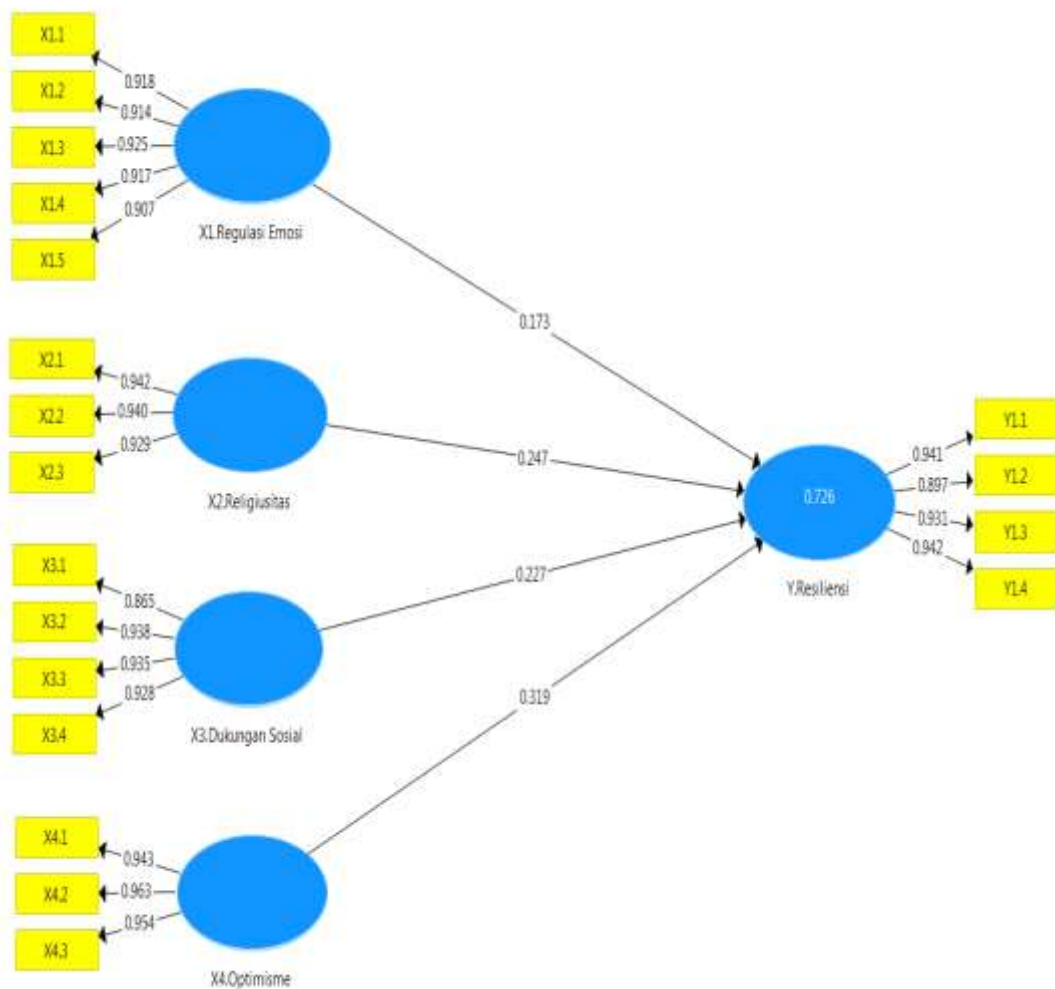 X1.1
0.918
X1.2
0.914
X1.3
0.925
X1.4
0.917
X1.5
0.907
X1.Regulasi Emosi
0.173
X2.1
0.942
X2.2
0.940
X2.3
0.929
X2.Religiusitas
0.247
X3.1
0.865
X3.2
0.938
X3.3
0.935
X3.4
0.928
X3.Dukungan Sosial
0.227
X4.1
0.943
X4.2
0.963
X4.3
0.954
X4.Optimisme
0.319
0.726
Y.Resiliensi
Y1.1
0.941
Y1.2
0.897
Y1.3
0.931
Y1.4
0.942